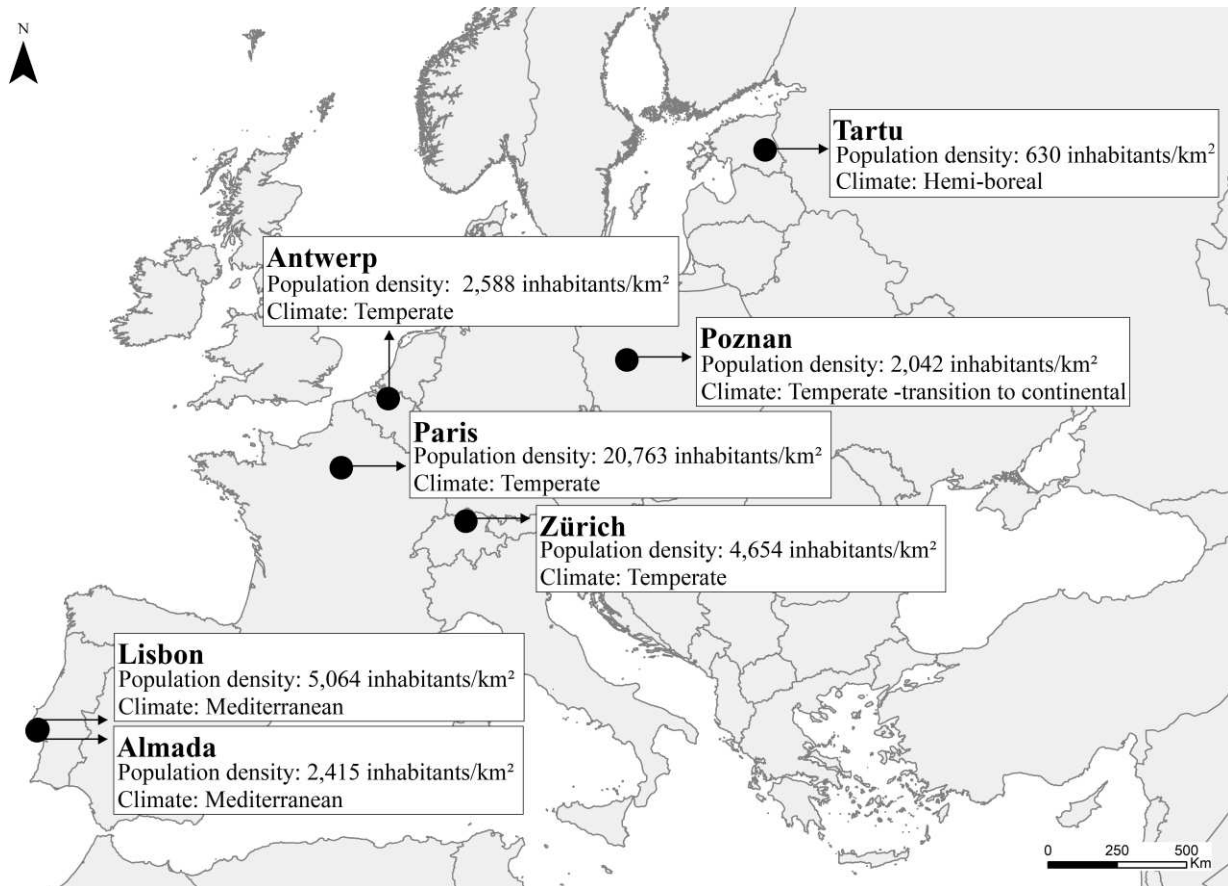 N
Tartu
Population density: 630 inhabitants/km²
Climate: Hemi-boreal
Antwerp
Population density: 2,588 inhabitants/km²
Climate: Temperate
Poznan
Population density: 2,042 inhabitants/km²
Climate: Temperate -transition to continental
Paris
Population density: 20,763 inhabitants/km²
Climate: Temperate
Zürich
Population density: 4,654 inhabitants/km²
Climate: Temperate
Lisbon
Population density: 5,064 inhabitants/km²
Climate: Mediterranean
Almada
Population density: 2,415 inhabitants/km²
Climate: Mediterranean
0 250 500
Km